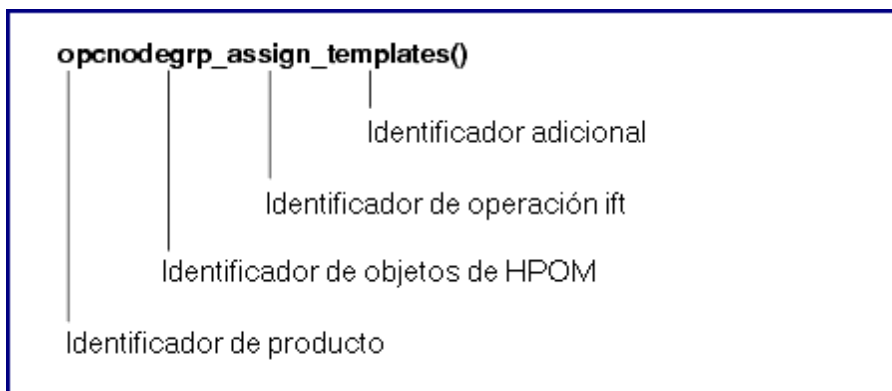 opcnodegrp_assign_templates()
Identificador adicional
Identificador de operación ift
Identificador de objetos de HPOM
Identificador de producto